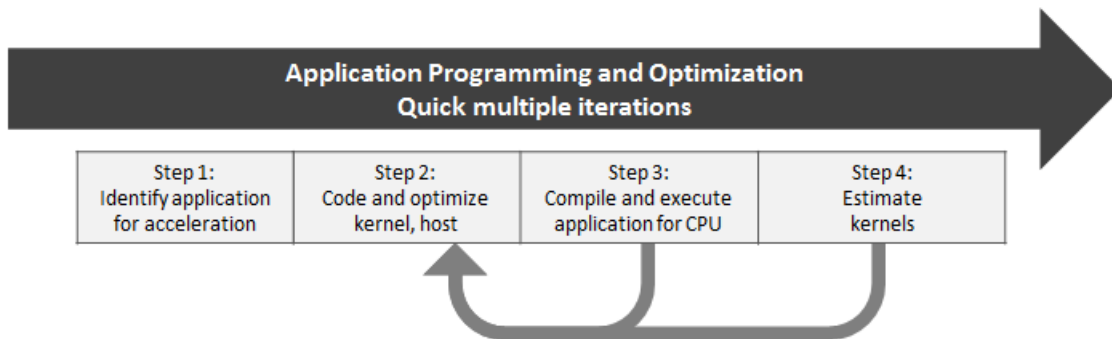 Application Programming and Optimization
Quick multiple iterations
Step 1:
Identify application
for acceleration
Step 2:
Code and optimize
kernel, host
Step 3:
Compile and execute
application for CPU
Step 4:
Estimate
kernels